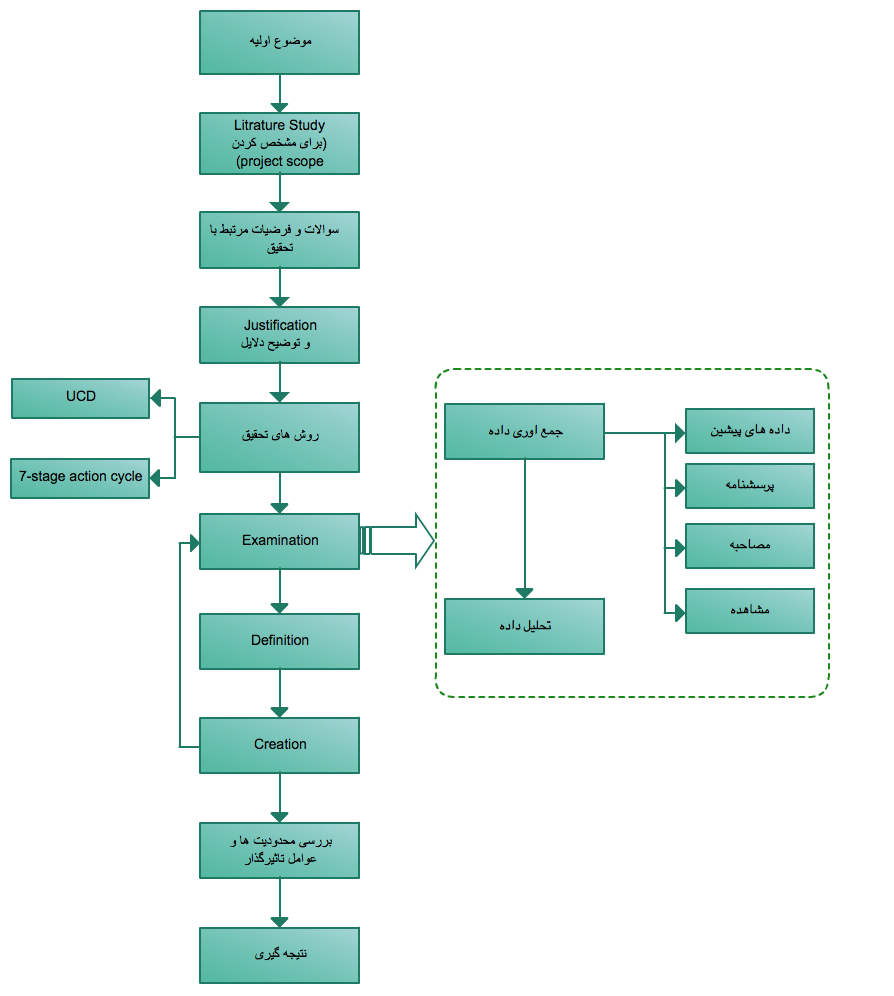 موضوع اولیه
Litrature Study
(برای مشخص کردن
project scope)
سوالات و فرضیات مرتبط با
تحقیق
Justification
و توضیح دلایل
روش های تحقیق
UCD
7-stage action cycle
Examination
Definition
Creation
بررسی محدودیت ها و
عوامل تاثیرگذار
نتیجه گیری
جمع اوری داده
تحلیل داده
داده های پیشین
پرسشنامه
مصاحبه
مشاهده